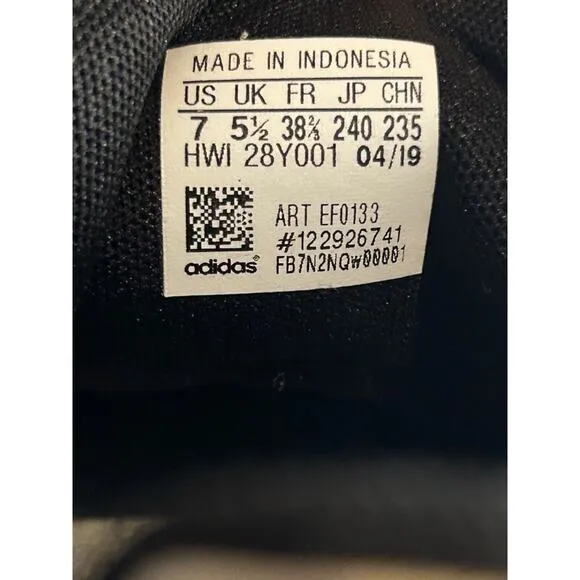 MADE IN INDONESIA
US UK FR JP CHN
7 5½ 38⅔ 240 235
HWI 28Y001 04/19
ART EF0133
#122926741
adidas® FB7N2NQW00001